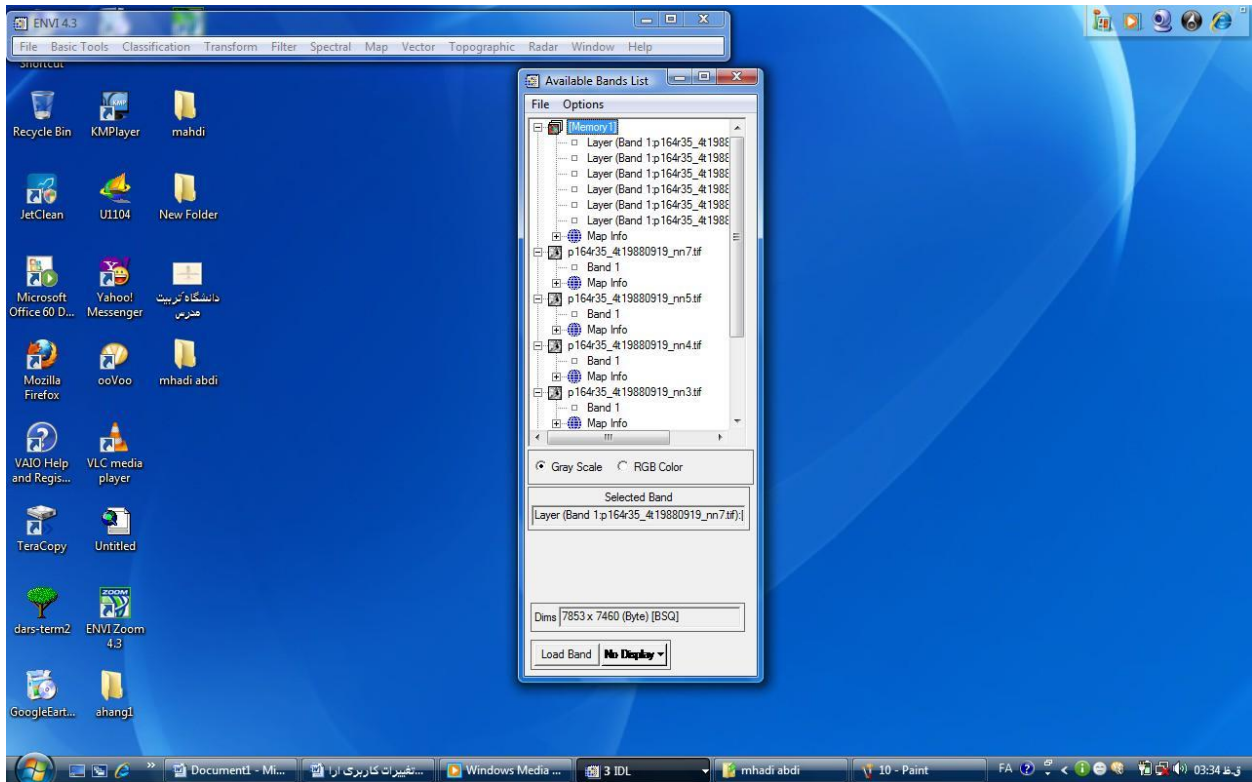 ENVI 4.3
File Basic Tools Classification Transform Filter Spectral Map Vector Topographic Radar Window Help
Shortcut
Recycle Bin
KMPlayer
mahdi
JetClean
U1104
New Folder
Microsoft Office 60 D...
Yahoo! Messenger
دانشگاه تربیت مدرس
Mozilla Firefox
ooVoo
mhadi abdi
VAIO Help and Regis...
VLC media player
TeraCopy
Untitled
dars-term2
ENVI Zoom 4.3
GoogleEart...
ahang1
Available Bands List
File Options
[Memory1]
Layer (Band 1:p164r35_4t1988
Layer (Band 1:p164r35_4t1988
Layer (Band 1:p164r35_4t1988
Layer (Band 1:p164r35_4t1988
Layer (Band 1:p164r35_4t1988
Layer (Band 1:p164r35_4t1988
Map Info
p164r35_4t19880919_nn7.tif
Band 1
Map Info
p164r35_4t19880919_nn5.tif
Band 1
Map Info
p164r35_4t19880919_nn4.tif
Band 1
Map Info
p164r35_4t19880919_nn3.tif
Band 1
Map Info
Gray Scale RGB Color
Selected Band
Layer (Band 1:p164r35_4t19880919_nn7.tif):[
Dims 7853 x 7460 (Byte) [BSQ]
Load Band No Display
Document1 - Mi...
تغییرات کاربری ارا...
Windows Media ...
3 IDL
mhadi abdi
10 - Paint
FA
03:34 ق.ظ